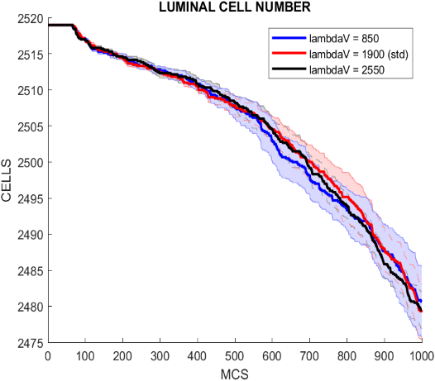 LUMINAL CELL NUMBER
lambdaV = 850
lambdaV = 1900 (std)
lambdaV = 2550
CELLS
2520
2515
2510
2505
2500
2495
2490
2485
2480
2475
0 100 200 300 400 500 600 700 800 900 1000
MCS